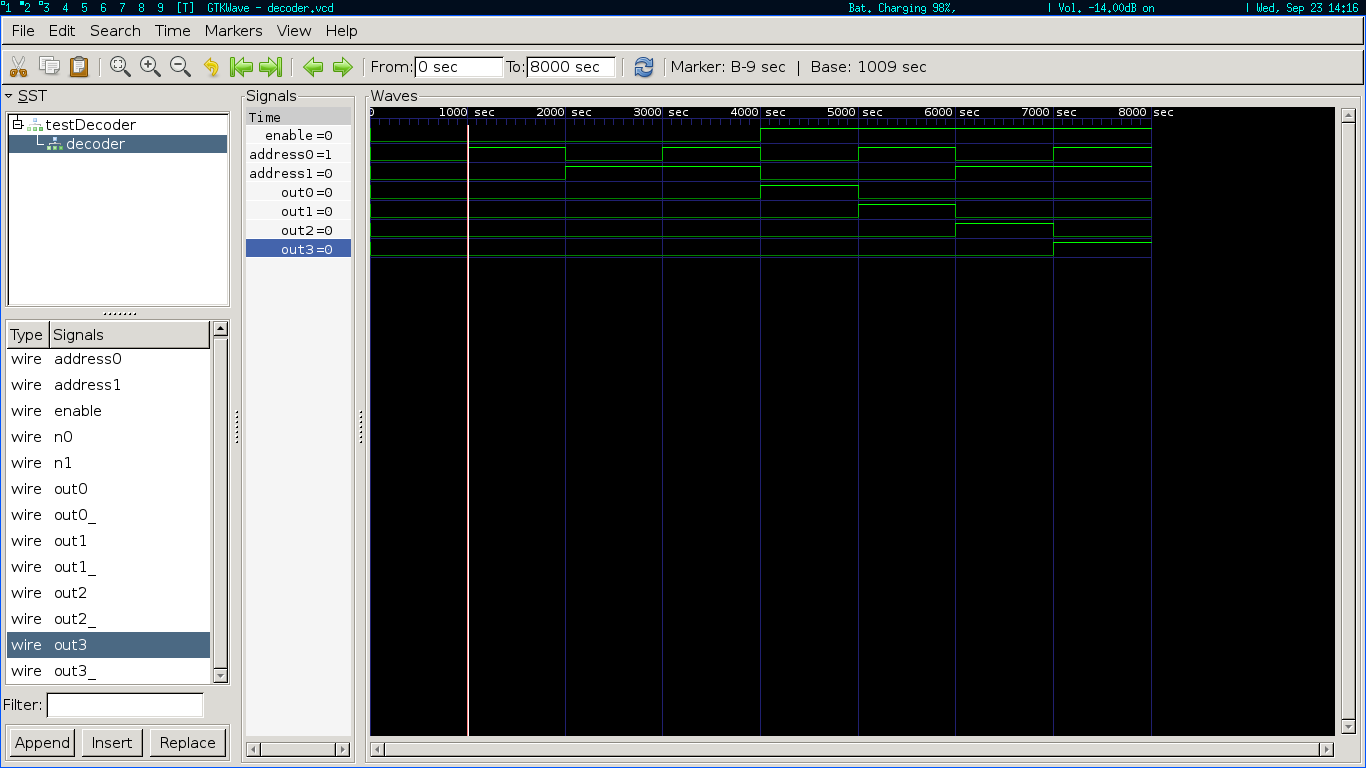 1 2 3 4 5 6 7 8 9 [T] GTKWave - decoder.vcd Bat. Charging 98%, | Vol. -14.00dB on | Wed, Sep 23 14:16
File Edit Search Time Markers View Help
From: 0 sec To: 8000 sec Marker: B-9 sec | Base: 1009 sec
SST
testDecoder
decoder
Type Signals
wire address0
wire address1
wire enable
wire n0
wire n1
wire out0
wire out0_
wire out1
wire out1_
wire out2
wire out2_
wire out3
wire out3_
Filter:
Append Insert Replace
Signals
Time
enable=0
address0=1
address1=0
out0=0
out1=0
out2=0
out3=0
Waves
0 1000 sec 2000 sec 3000 sec 4000 sec 5000 sec 6000 sec 7000 sec 8000 sec